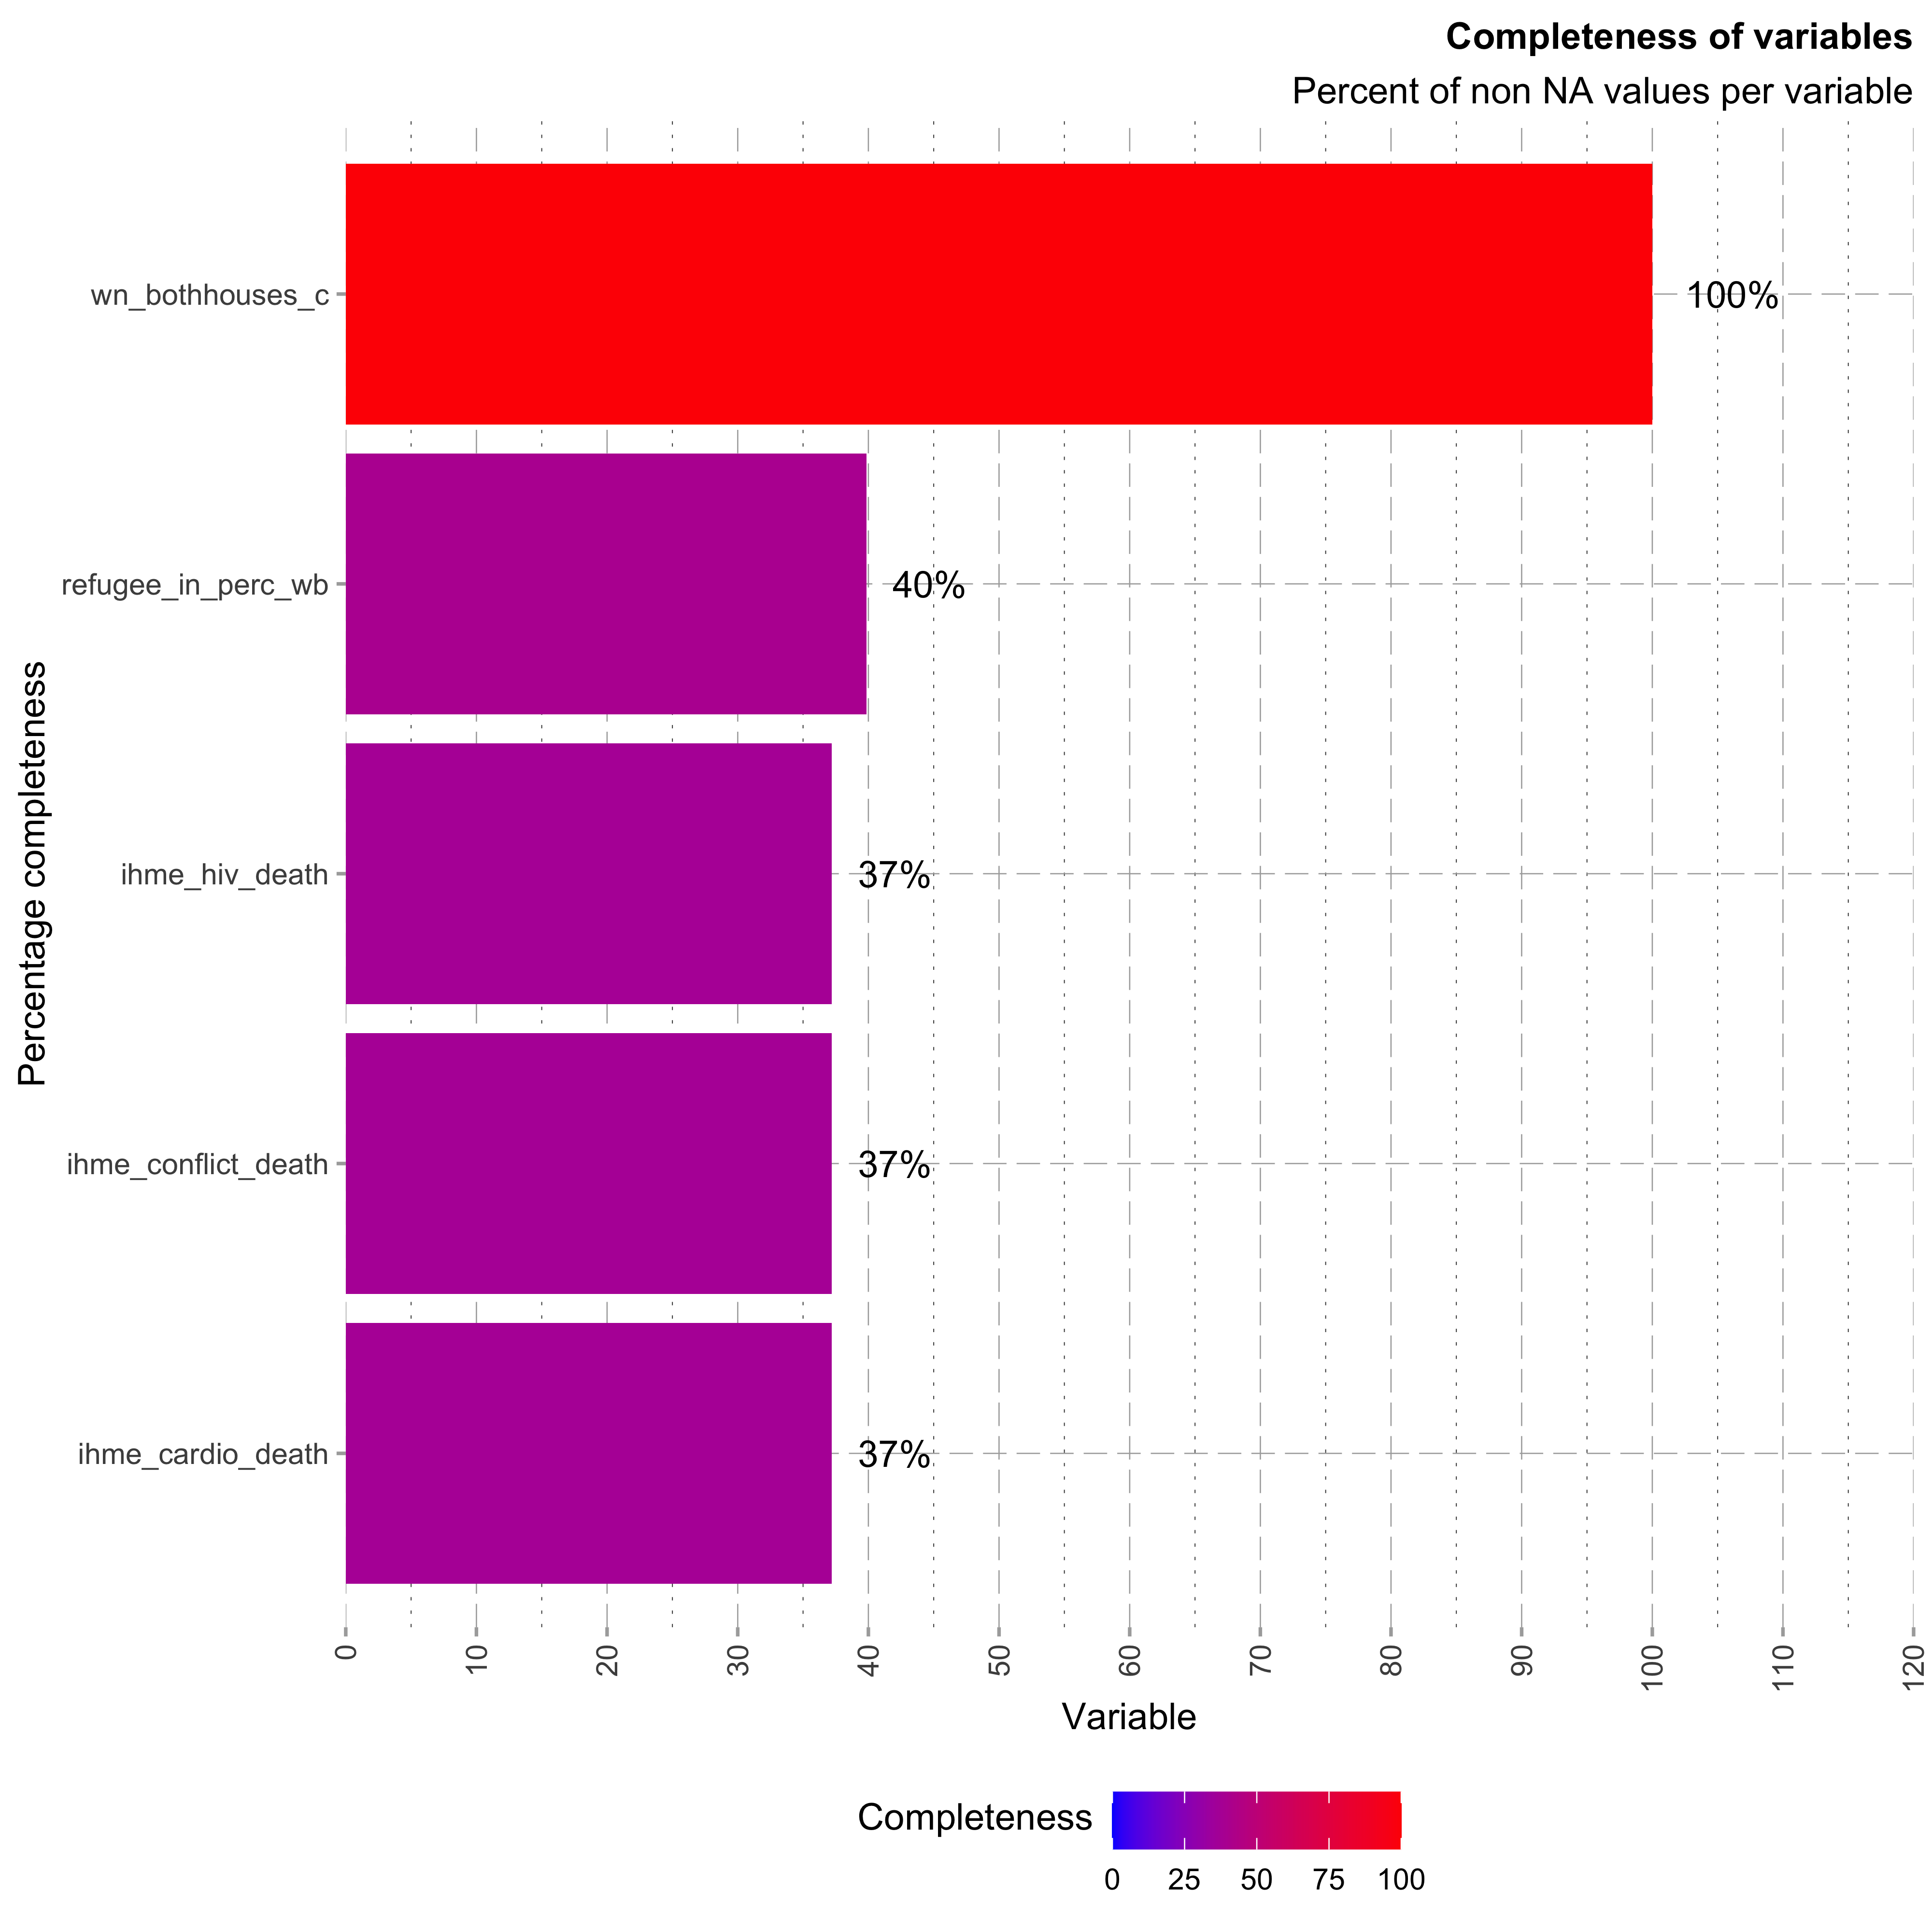 Completeness of variables
Percent of non NA values per variable
wn_bothhouses_c
100%
refugee_in_perc_wb
40%
ihme_hiv_death
37%
ihme_conflict_death
37%
ihme_cardio_death
37%
Percentage completeness
0 10 20 30 40 50 60 70 80 90 100 110 120
Variable
Completeness
0 25 50 75 100